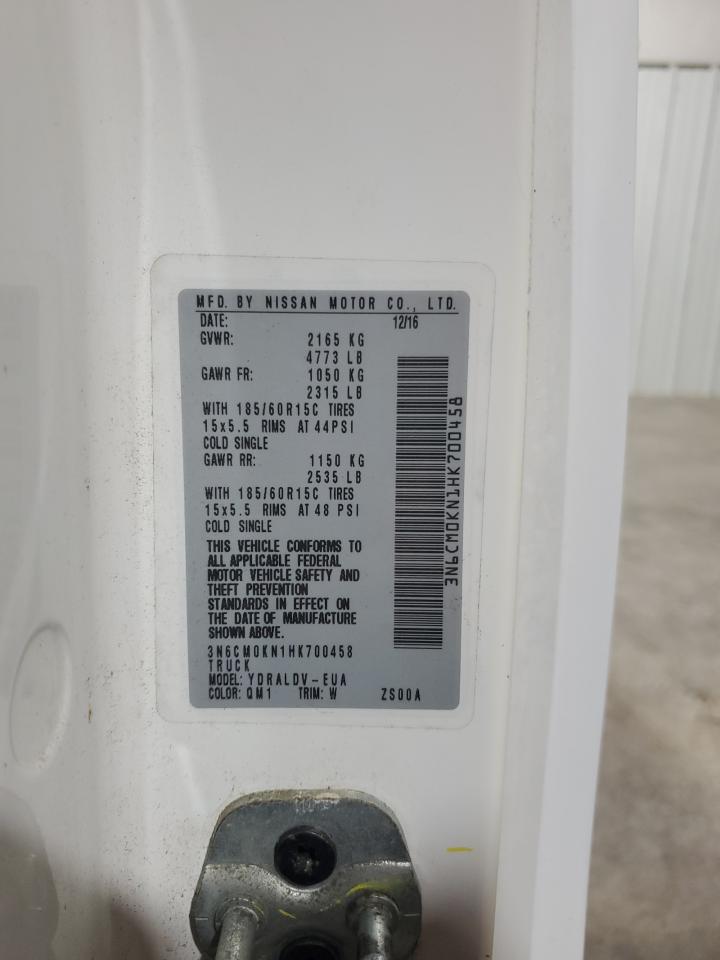 MFD. BY NISSAN MOTOR CO., LTD.
DATE: 12/16
GVWR: 2165 KG
4773 LB
GAWR FR: 1050 KG
2315 LB
WITH 185/60R15C TIRES
15x5.5 RIMS AT 44PSI
COLD SINGLE
GAWR RR: 1150 KG
2535 LB
WITH 185/60R15C TIRES
15x5.5 RIMS AT 48 PSI
COLD SINGLE
THIS VEHICLE CONFORMS TO
ALL APPLICABLE FEDERAL
MOTOR VEHICLE SAFETY AND
THEFT PREVENTION
STANDARDS IN EFFECT ON
THE DATE OF MANUFACTURE
SHOWN ABOVE.
3N6CM0KN1HK700458
TRUCK
MODEL: YDRALDV-EUA
COLOR: QM1 TRIM: W ZS00A
3N6CM0KN1HK700458